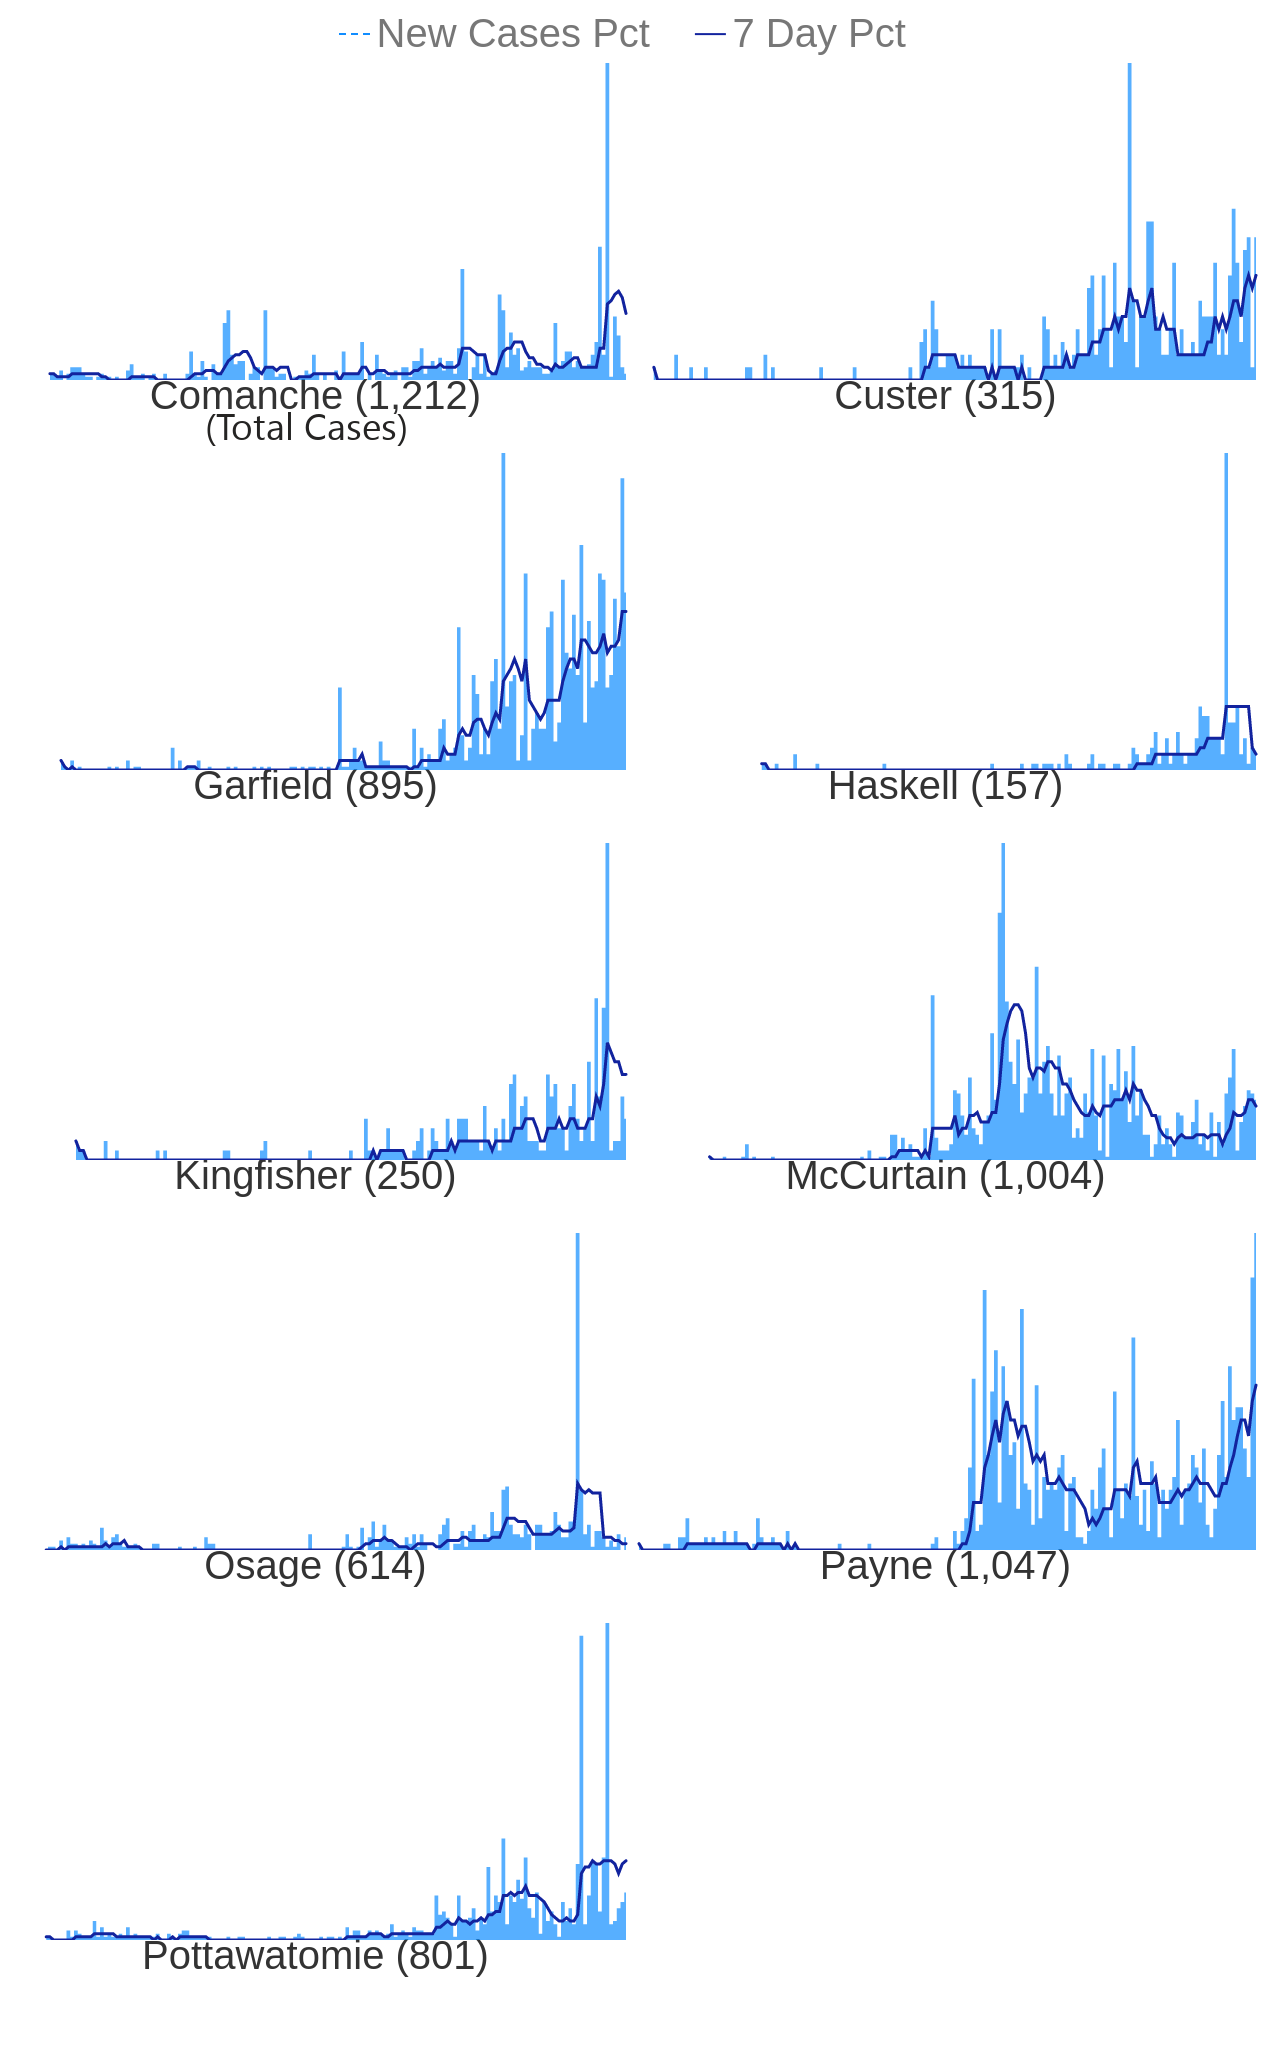 New Cases Pct 7 Day Pct
Comanche (1,212) Custer (315)
(Total Cases)
Garfield (895) Haskell (157)
Kingfisher (250) McCurtain (1,004)
Osage (614) Payne (1,047)
Pottawatomie (801)